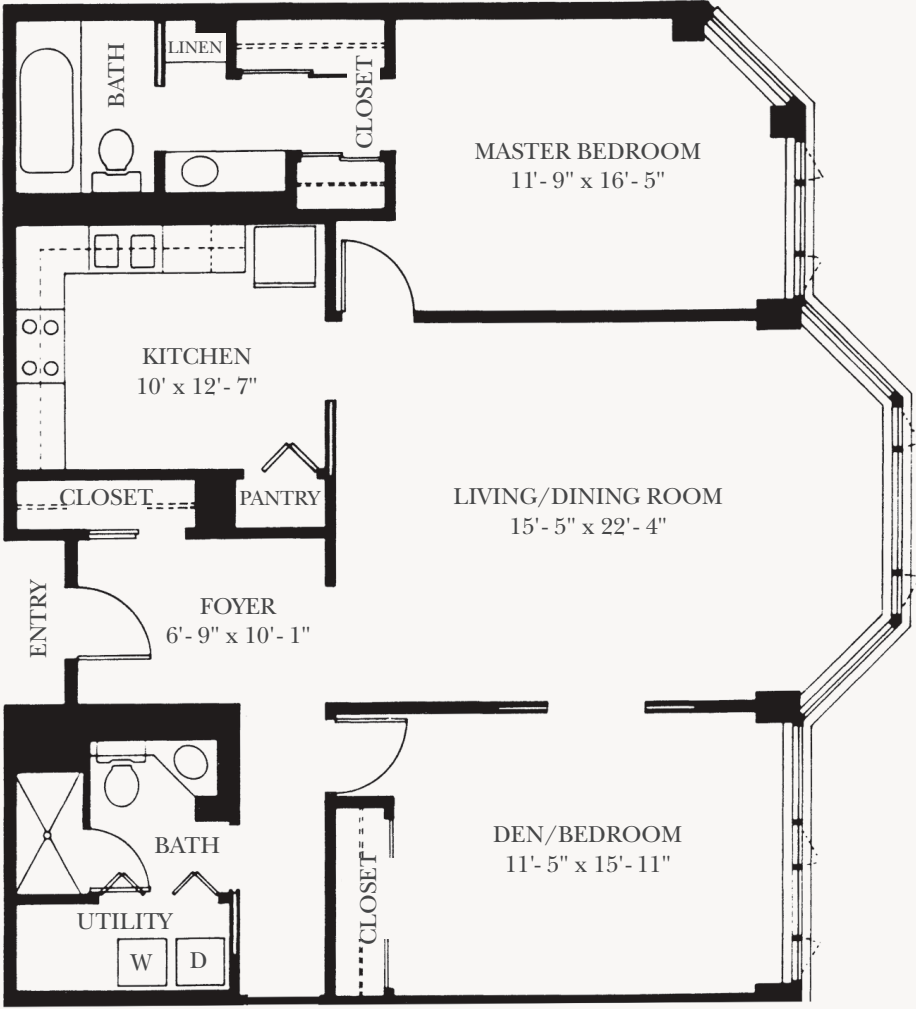 BATH
LINEN
CLOSET
MASTER BEDROOM
11'- 9" x 16'- 5"
KITCHEN
10' x 12'- 7"
CLOSET
PANTRY
LIVING/DINING ROOM
15'- 5" x 22'- 4"
ENTRY
FOYER
6'- 9" x 10'- 1"
BATH
DEN/BEDROOM
11'- 5" x 15'- 11"
CLOSET
UTILITY
W
D